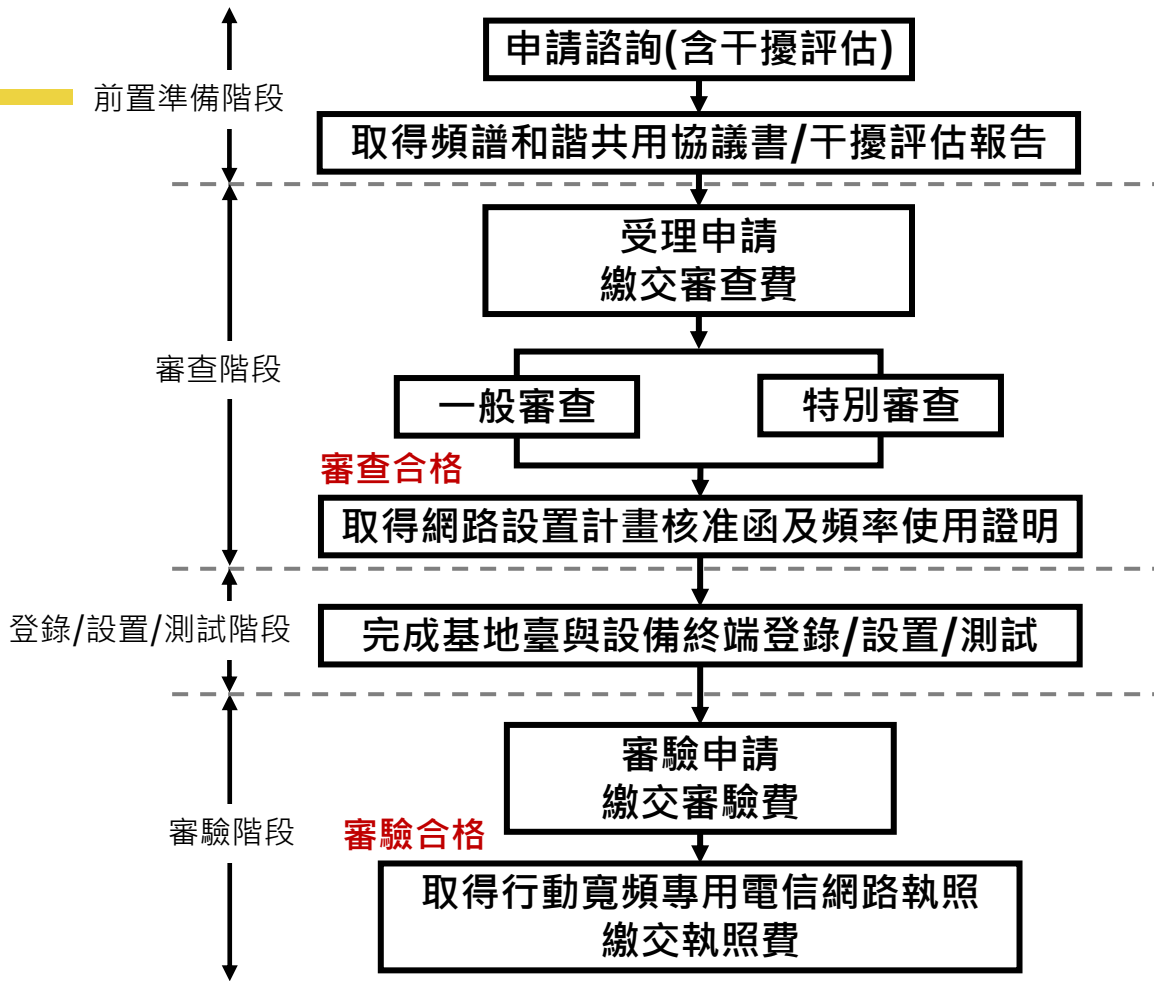 申請諮詢(含干擾評估)
前置準備階段
取得頻譜和諧共用協議書/干擾評估報告
受理申請
繳交審查費
審查階段
一般審查
特別審查
審查合格
取得網路設置計畫核准函及頻率使用證明
登錄/設置/測試階段
完成基地臺與設備終端登錄/設置/測試
審驗申請
繳交審驗費
審驗階段
審驗合格
取得行動寬頻專用電信網路執照
繳交執照費